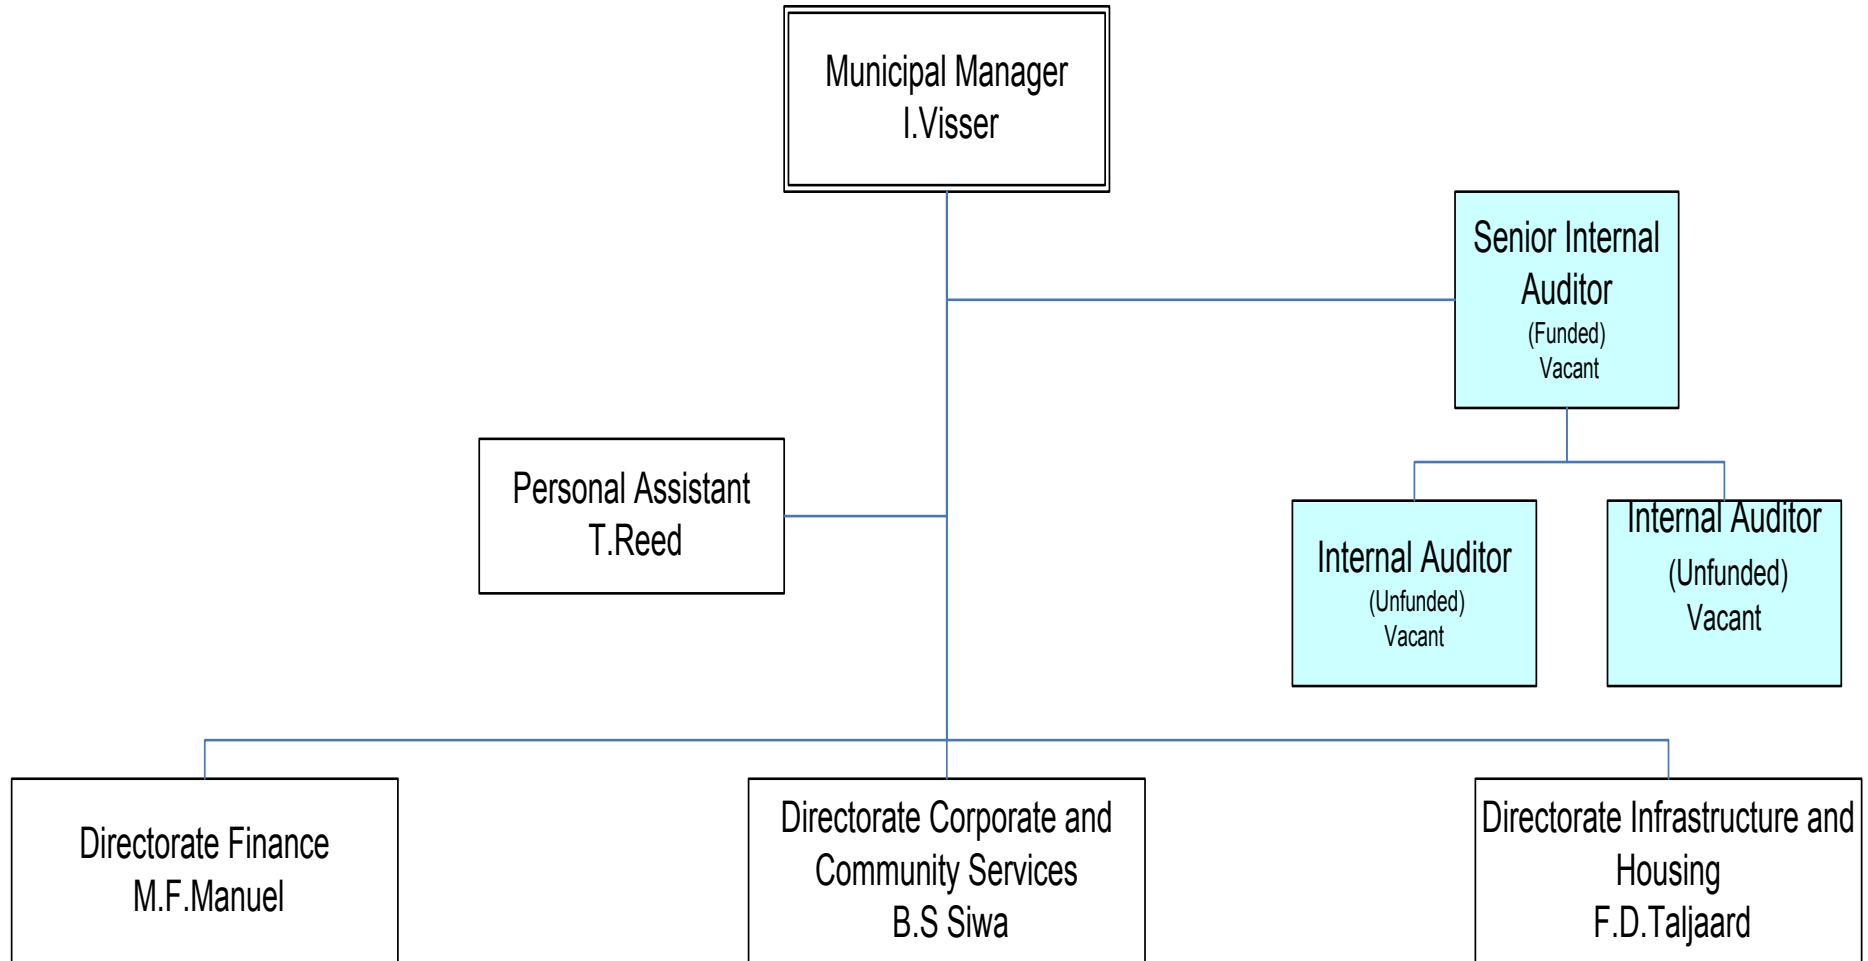 Municipal Manager
I.Visser
Senior Internal
Auditor
(Funded)
Vacant
Personal Assistant
T.Reed
Internal Auditor
(Unfunded)
Vacant
Internal Auditor
(Unfunded)
Vacant
Directorate Finance
M.F.Manuel
Directorate Corporate and
Community Services
B.S Siwa
Directorate Infrastructure and
Housing
F.D.Taljaard